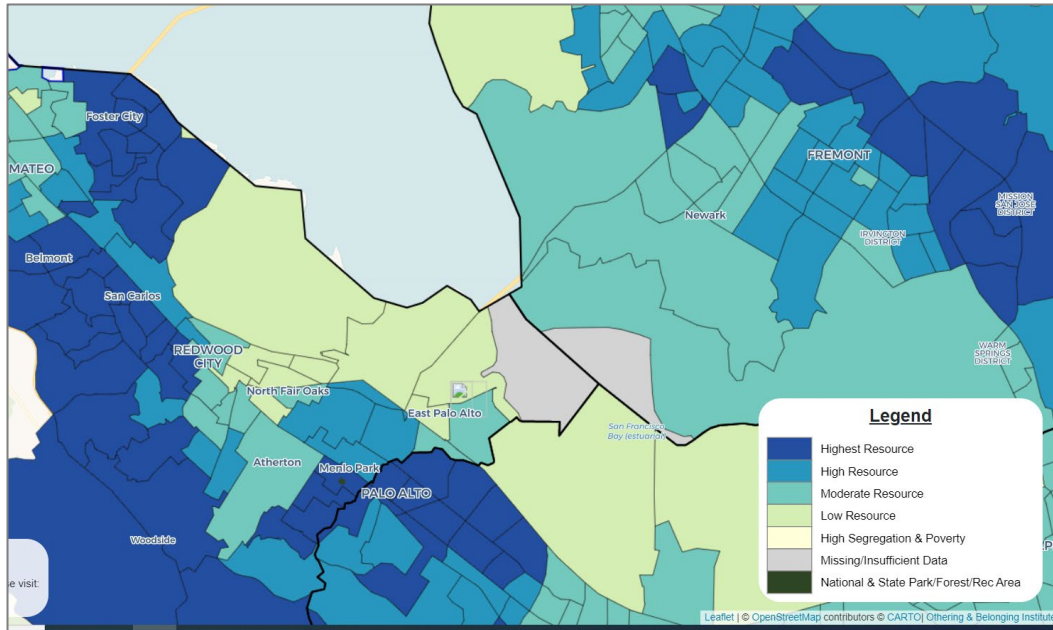 Foster City
MATEO
FREMONT
MISSION
SAN JOSE
DISTRICT
Newark
IRVINGTON
DISTRICT
Belmont
San Carlos
REDWOOD
CITY
WARM
SPRINGS
DISTRICT
North Fair Oaks
East Palo Alto
San Francisco
Bay (estuarian)
Atherton
Menlo Park
PALO ALTO
Woodside
e visit:
Legend
Highest Resource
High Resource
Moderate Resource
Low Resource
High Segregation & Poverty
Missing/Insufficient Data
National & State Park/Forest/Rec Area
Leaflet | © OpenStreetMap contributors © CARTO| Othering & Belonging Institute